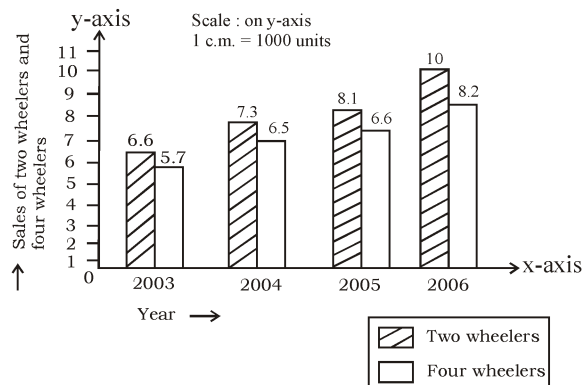 y-axis
Scale : on y-axis
1 c.m. = 1000 units
Sales of two wheelers and
four wheelers
11
10
9
8
7
6
5
4
3
2
1
0
6.6
5.7
7.3
6.5
8.1
6.6
10
8.2
x-axis
2003
2004
2005
2006
Year
Two wheelers
Four wheelers